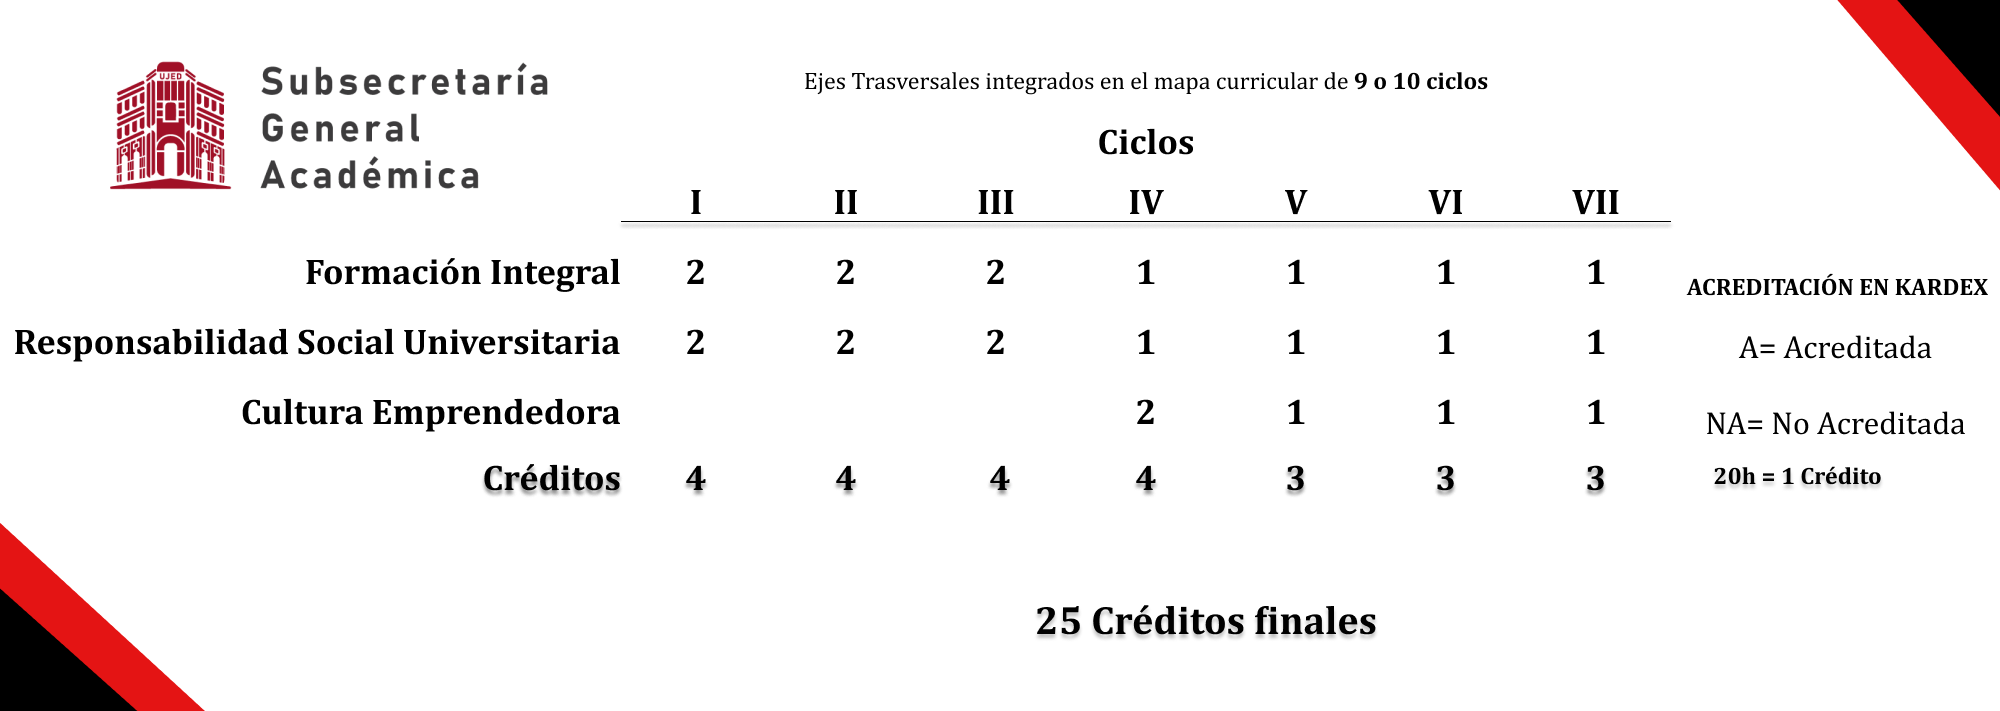 UJED
Subsecretaría
General
Académica
Ejes Trasversales integrados en el mapa curricular de 9 o 10 ciclos
Ciclos
I II III IV V VI VII
Formación Integral 2 2 2 1 1 1 1
ACREDITACIÓN EN KARDEX
Responsabilidad Social Universitaria 2 2 2 1 1 1 1
A= Acreditada
Cultura Emprendedora 2 1 1 1
NA= No Acreditada
Créditos 4 4 4 4 3 3 3
20h = 1 Crédito
25 Créditos finales